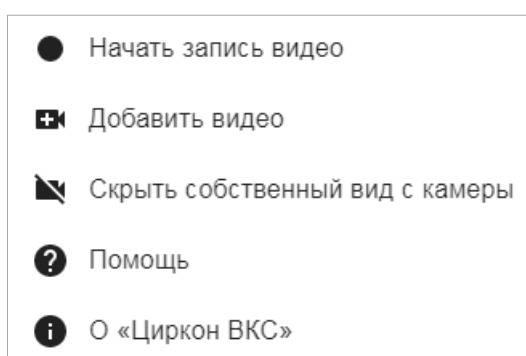 Начать запись видео
Добавить видео
Скрыть собственный вид с камеры
Помощь
О «Циркон ВКС»